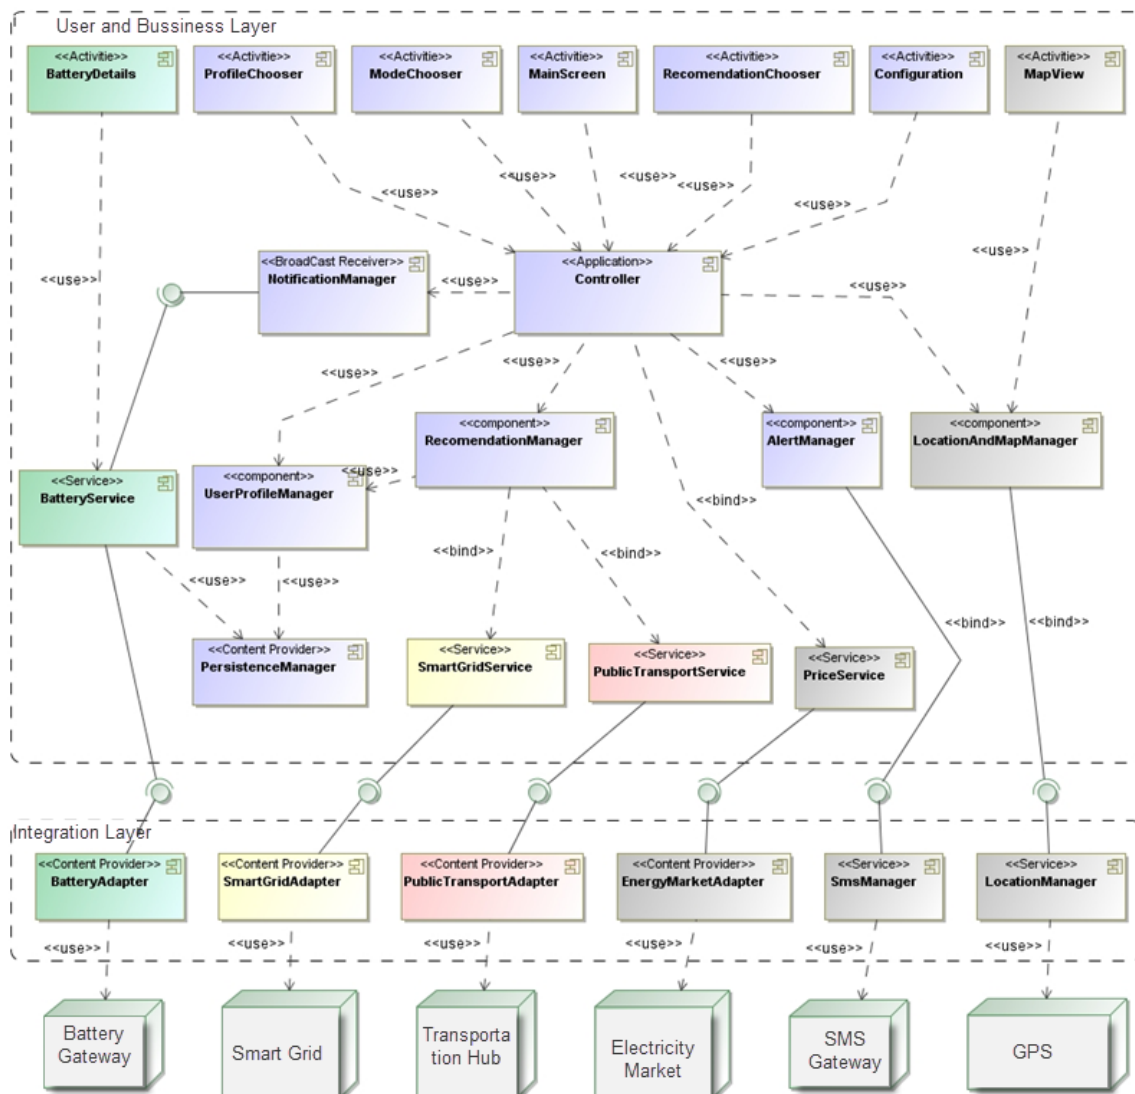 User and Bussiness Layer
<<Activitie>>
BatteryDetails
<<Activitie>>
ProfileChooser
<<Activitie>>
ModeChooser
<<Activitie>>
MainScreen
<<Activitie>>
RecomendationChooser
<<Activitie>>
Configuration
<<Activitie>>
MapView
<<use>>
<<use>>
<<use>>
<<use>>
<<use>>
<<use>>
<<use>>
<<use>>
<<BroadCast Receiver>>
NotificationManager
<<use>>
<<Application>>
Controller
<<use>>
<<use>>
<<use>>
<<use>>
<<component>>
RecomendationManager
<<component>>
AlertManager
<<component>>
LocationAndMapManager
<<Service>>
BatteryService
<<component>>
UserProfileManager
<<use>>
<<bind>>
<<bind>>
<<bind>>
<<use>>
<<use>>
<<bind>>
<<bind>>
<<Content Provider>>
PersistenceManager
<<Service>>
SmartGridService
<<Service>>
PublicTransportService
<<Service>>
PriceService
Integration Layer
<<Content Provider>>
BatteryAdapter
<<Content Provider>>
SmartGridAdapter
<<Content Provider>>
PublicTransportAdapter
<<Content Provider>>
EnergyMarketAdapter
<<Service>>
SmsManager
<<Service>>
LocationManager
<<use>>
<<use>>
<<use>>
<<use>>
<<use>>
<<use>>
Battery
Gateway
Smart Grid
Transporta
tion Hub
Electricity
Market
SMS
Gateway
GPS